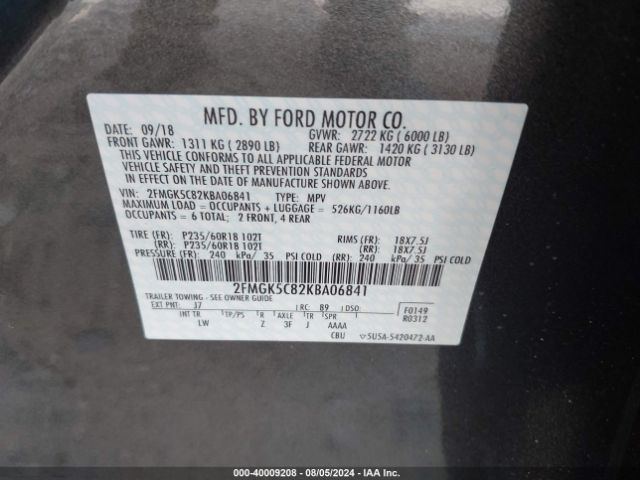 MFD. BY FORD MOTOR CO.
DATE: 09/18 GVWR: 2722 KG ( 6000 LB)
FRONT GAWR: 1311 KG ( 2890 LB) REAR GAWR: 1420 KG ( 3130 LB)
THIS VEHICLE CONFORMS TO ALL APPLICABLE FEDERAL MOTOR
VEHICLE SAFETY AND THEFT PREVENTION STANDARDS IN EFFECT
ON THE DATE OF MANUFACTURE SHOWN ABOVE.
VIN: 2FMGK5C82KBA06841 TYPE: MPV
MAXIMUM LOAD = OCCUPANTS + LUGGAGE = 526KG/1160LB
OCCUPANTS = 6 TOTAL; 2 FRONT, 4 REAR
TIRE (FR): P235/60R18 102T RIMS (FR): 18X7.5J
(RR): P235/60R18 102T (RR): 18X7.5J
PRESSURE (FR): 240 kPa/ 35 PSI COLD (RR): 240 kPa/ 35 PSI COLD
2FMGK5C82KBA06841
TRAILER TOWING - SEE OWNER GUIDE
EXT PNT: J7 RC: 89 DSO: F0149
INT TR TP/PS R AXLE TR SPR R0312
LW Z 3F J AAAA
CBU 5U5A-5420472-AA
000-40009208 - 08/05/2024 - IAA Inc.